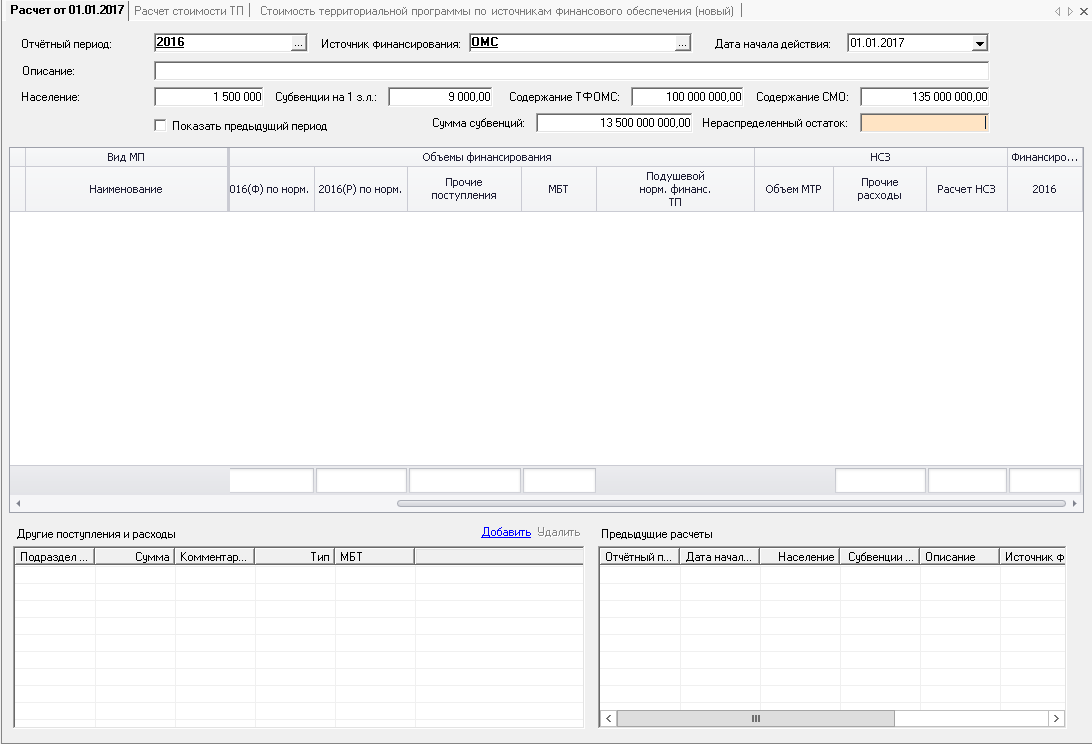 Расчет от 01.01.2017 Расчет стоимости ТП Стоимость территориальной программы по источникам финансового обеспечения (новый)
Отчётный период: 2016 ... Источник финансирования: ОМС ... Дата начала действия: 01.01.2017
Описание:
Население: 1 500 000 Субвенции на 1 з.л.: 9 000,00 Содержание ТФОМС: 100 000 000,00 Содержание СМО: 135 000 000,00
Показать предыдущий период Сумма субвенций: 13 500 000 000,00 Нераспределенный остаток:
Вид МП Объемы финансирования НСЗ Финансиро...
Наименование 016(Ф) по норм. 2016(Р) по норм. Прочие поступления МБТ Подушевой норм. финанс. ТП Объем МТР Прочие расходы Расчет НСЗ 2016
Другие поступления и расходы Добавить Удалить Предыдущие расчеты
Подраздел ... Сумма Комментар... Тип МБТ
Отчётный п... Дата начал... Население Субвенции ... Описание Источник ф